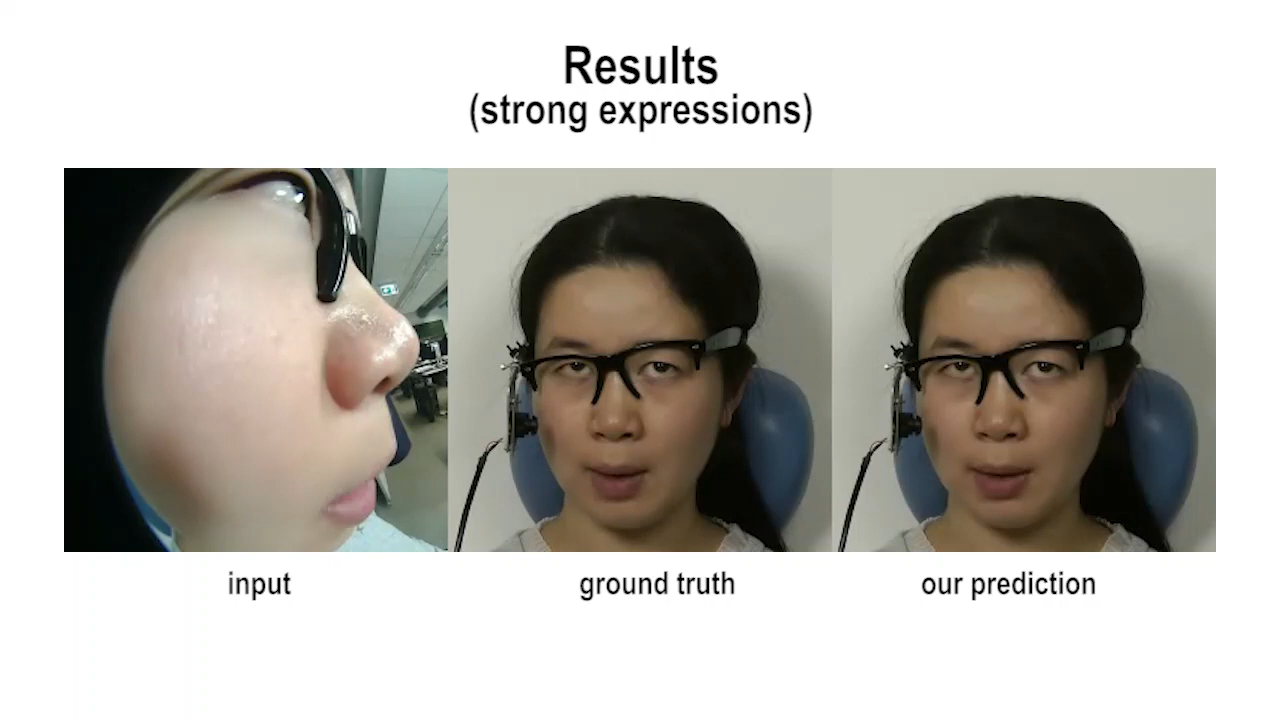 Results
(strong expressions)
input
ground truth
our prediction